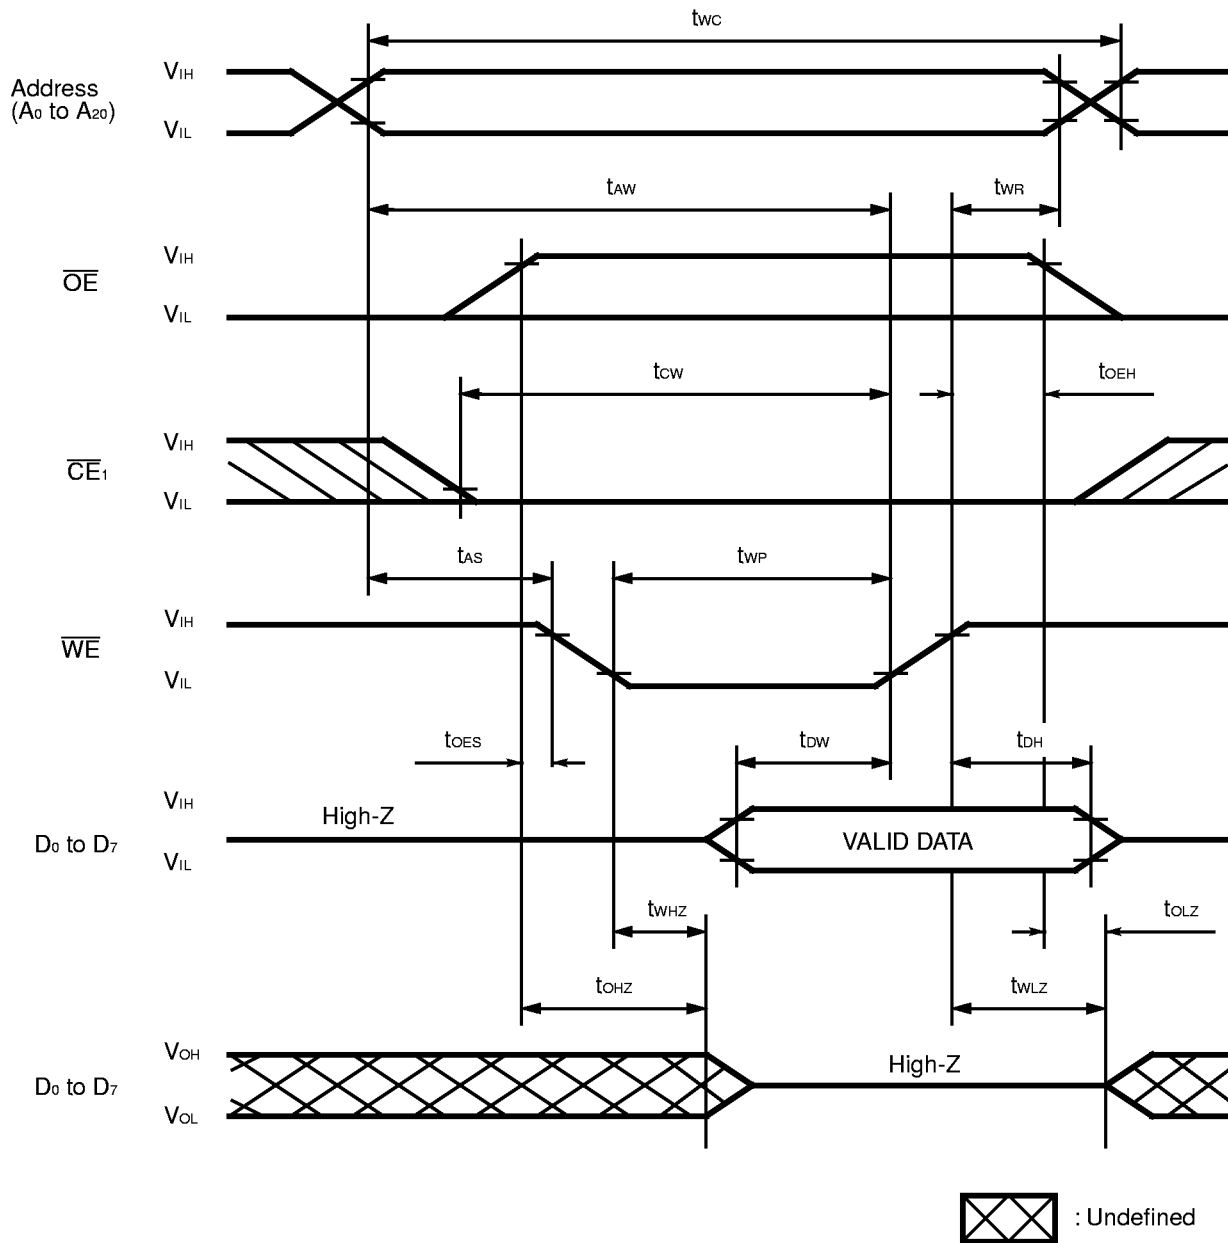 tWC
VIH
Address
(A0 to A20)
VIL
tAW
tWR
VIH
OE
VIL
tCW
tOEH
VIH
CE1
VIL
tAS
tWP
VIH
WE
VIL
tOES
tDW
tDH
VIH
High-Z
D0 to D7
VALID DATA
VIL
tWHZ
tOLZ
tOHZ
tWLZ
VOH
High-Z
D0 to D7
VOL
: Undefined